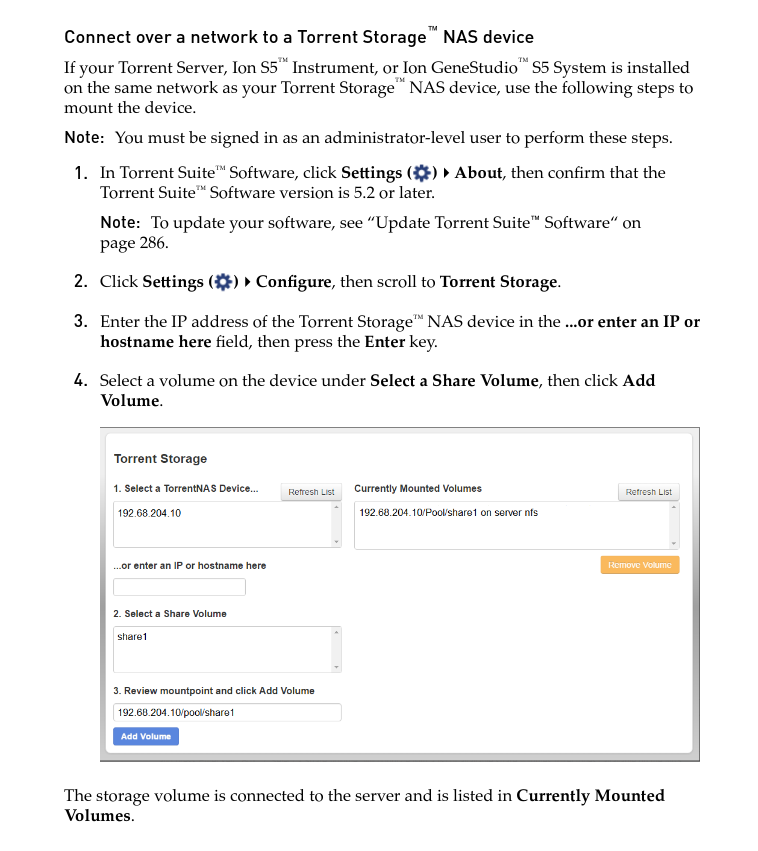 Connect over a network to a Torrent Storage™ NAS device
If your Torrent Server, Ion S5™ Instrument, or Ion GeneStudio™ S5 System is installed
on the same network as your Torrent Storage™ NAS device, use the following steps to
mount the device.
Note: You must be signed in as an administrator-level user to perform these steps.
1. In Torrent Suite™ Software, click Settings (⚙) ▸ About, then confirm that the
Torrent Suite™ Software version is 5.2 or later.
Note: To update your software, see “Update Torrent Suite™ Software“ on
page 286.
2. Click Settings (⚙) ▸ Configure, then scroll to Torrent Storage.
3. Enter the IP address of the Torrent Storage™ NAS device in the ...or enter an IP or
hostname here field, then press the Enter key.
4. Select a volume on the device under Select a Share Volume, then click Add
Volume.
Torrent Storage
1. Select a TorrentNAS Device...
Refresh List
192.68.204.10
...or enter an IP or hostname here
2. Select a Share Volume
share1
3. Review mountpoint and click Add Volume
192.68.204.10/pool/share1
Add Volume
Currently Mounted Volumes
Refresh List
192.68.204.10/Pool/share1 on server nfs
Remove Volume
The storage volume is connected to the server and is listed in Currently Mounted
Volumes.